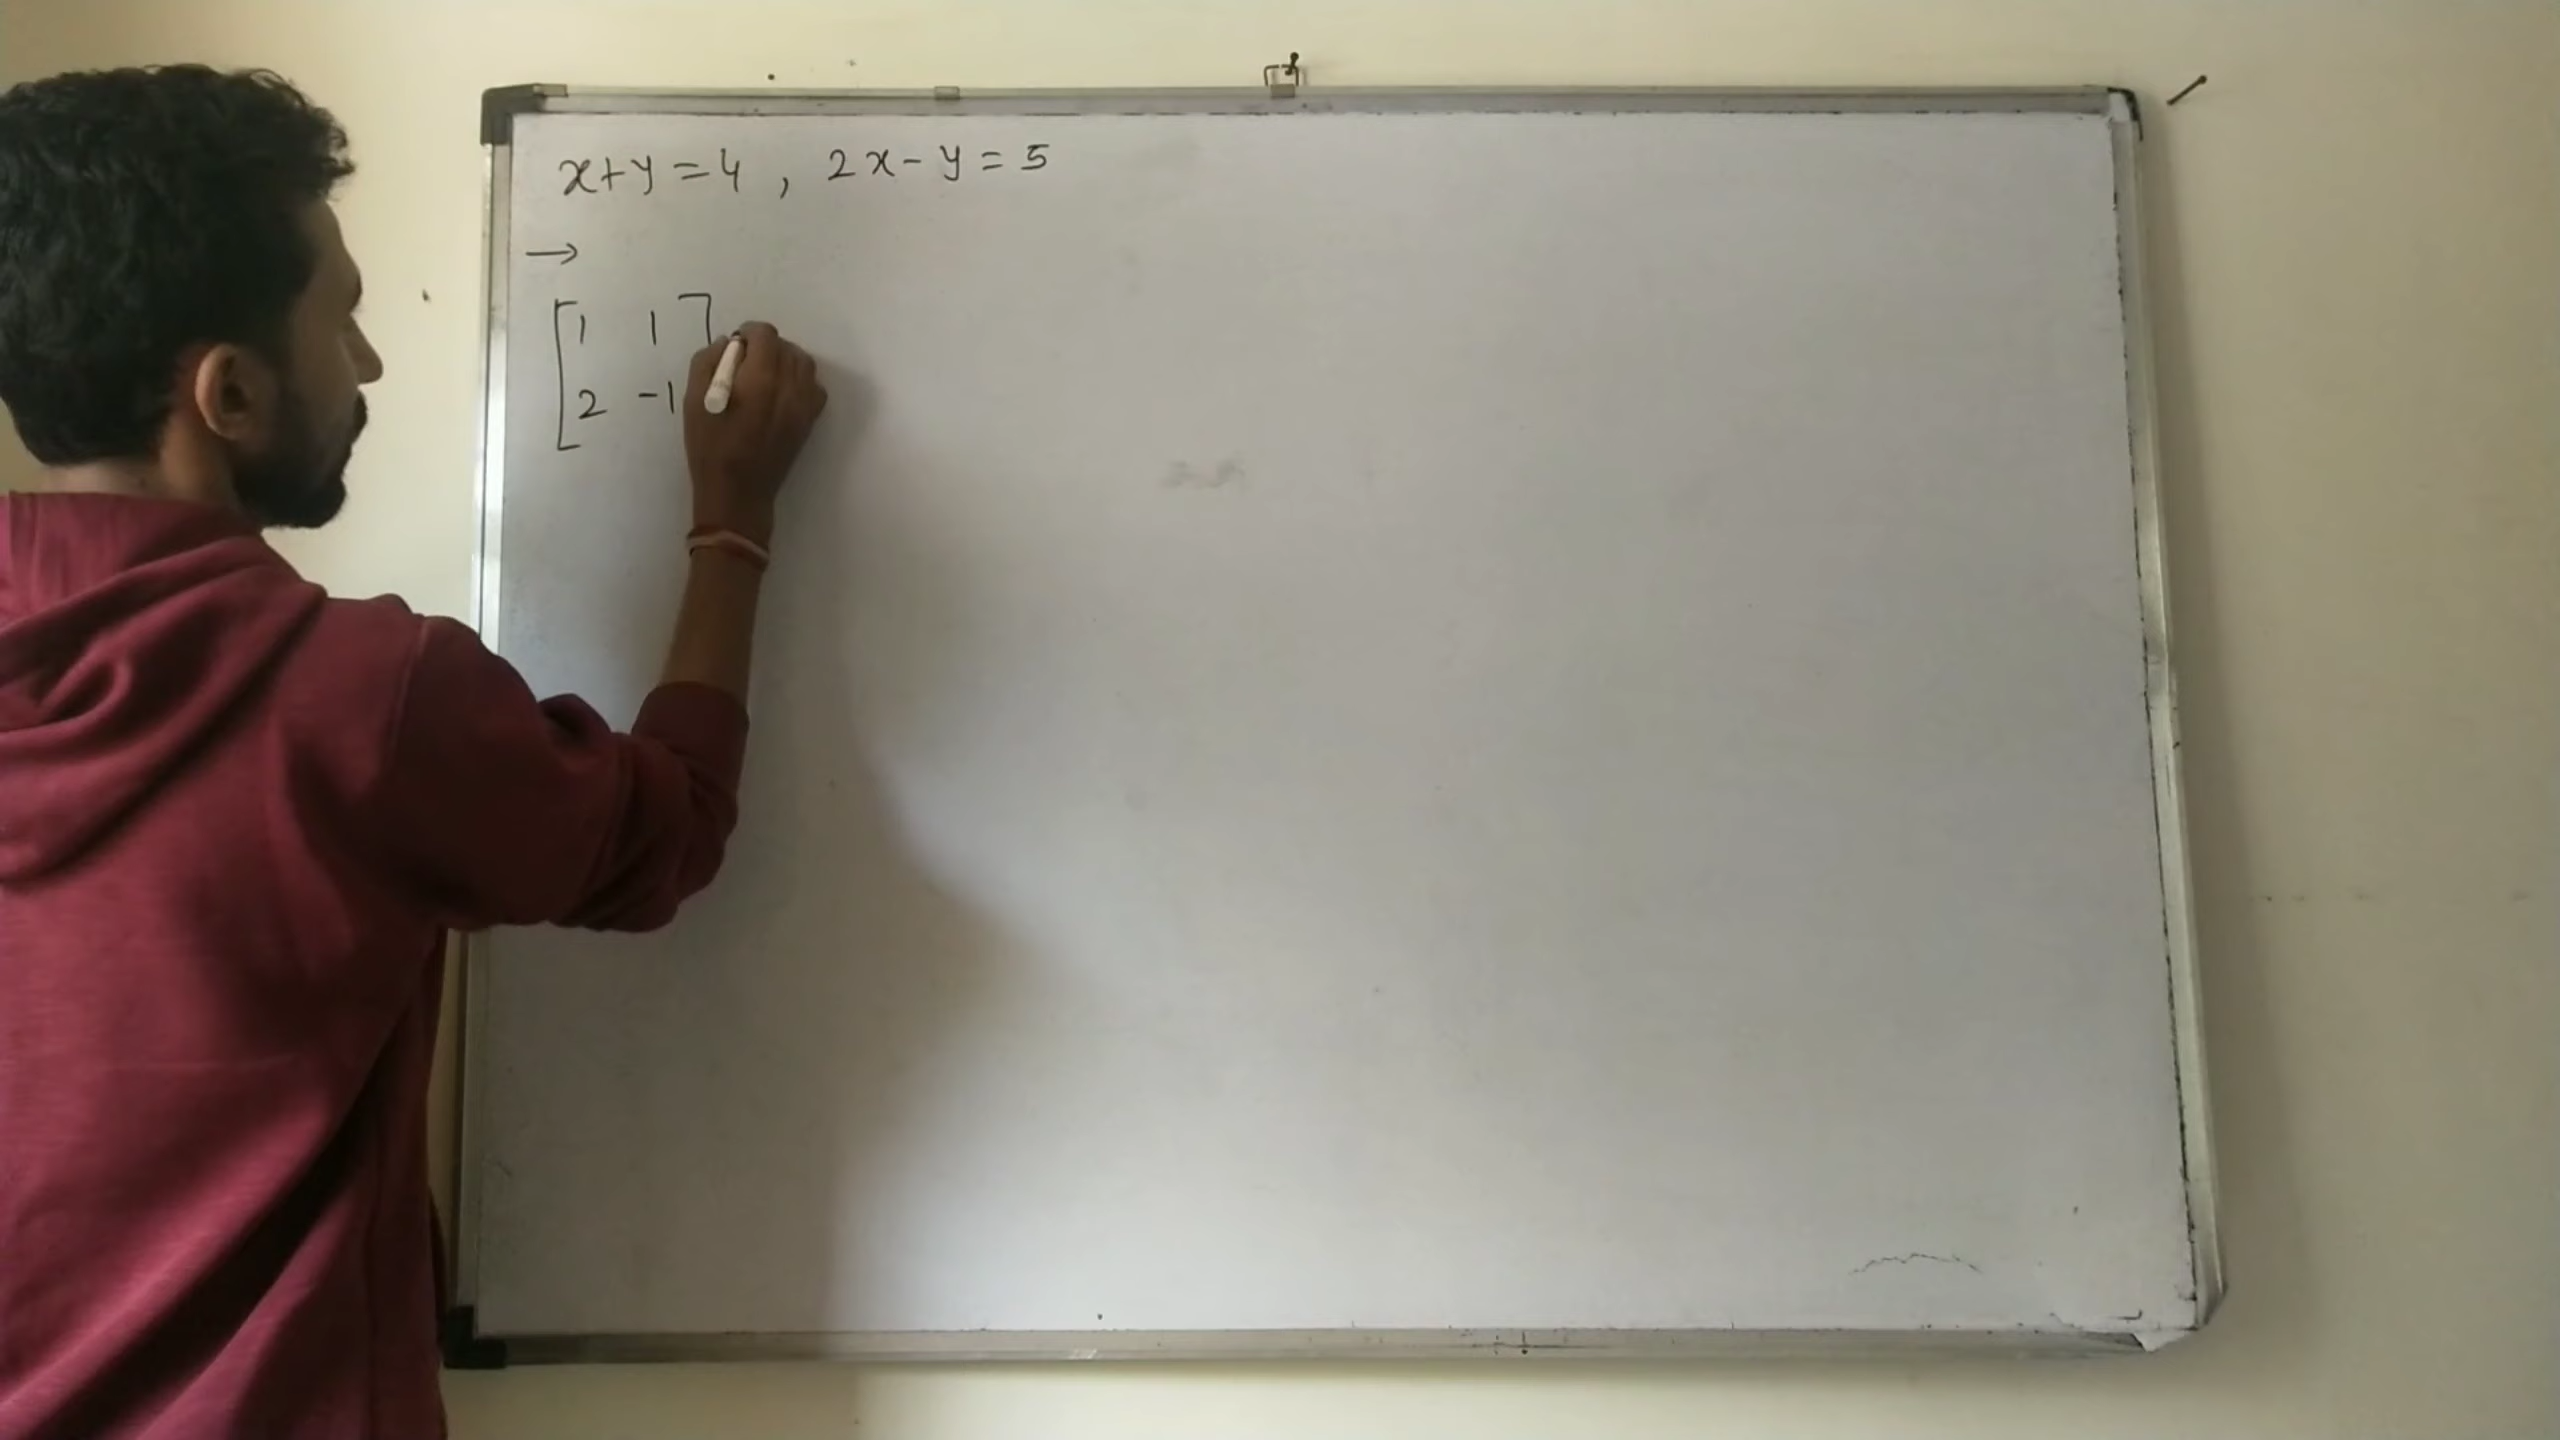 x+y=4 , 2x-y=5
→
[1 1]
[2 -1